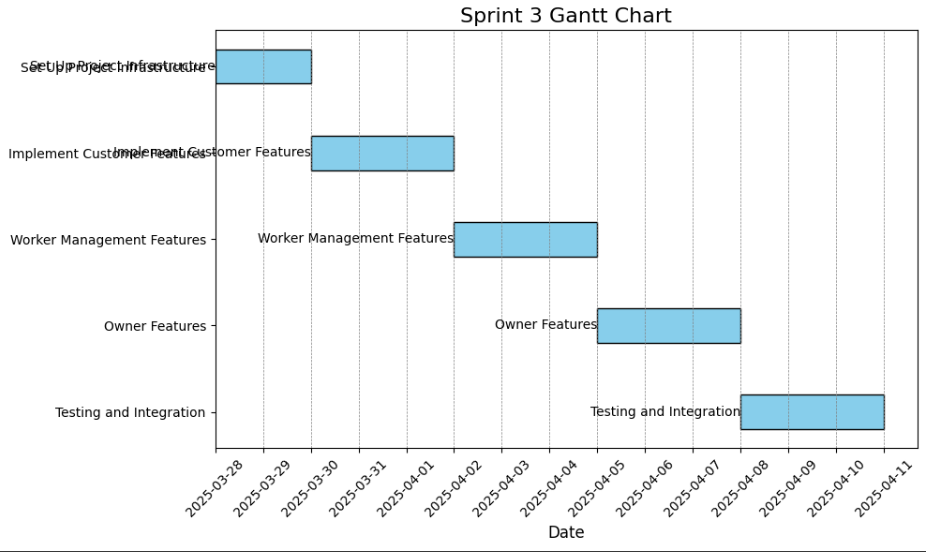 Sprint 3 Gantt Chart
Set Up Project Infrastructure
Set Up Project Infrastructure
Implement Customer Features
Implement Customer Features
Worker Management Features
Worker Management Features
Owner Features
Owner Features
Testing and Integration
Testing and Integration
2025-03-28
2025-03-29
2025-03-30
2025-03-31
2025-04-01
2025-04-02
2025-04-03
2025-04-04
2025-04-05
2025-04-06
2025-04-07
2025-04-08
2025-04-09
2025-04-10
2025-04-11
Date